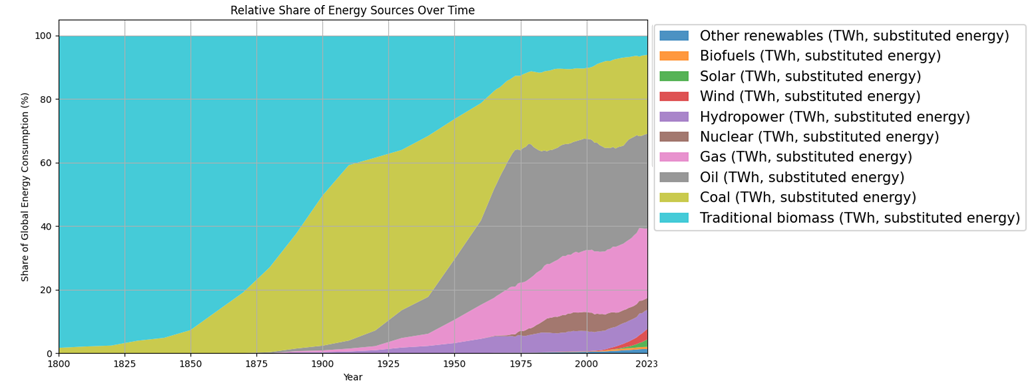 Relative Share of Energy Sources Over Time
Share of Global Energy Consumption (%)
100
80
60
40
20
0
1800
1825
1850
1875
1900
1925
1950
1975
2000
2023
Year
Other renewables (TWh, substituted energy)
Biofuels (TWh, substituted energy)
Solar (TWh, substituted energy)
Wind (TWh, substituted energy)
Hydropower (TWh, substituted energy)
Nuclear (TWh, substituted energy)
Gas (TWh, substituted energy)
Oil (TWh, substituted energy)
Coal (TWh, substituted energy)
Traditional biomass (TWh, substituted energy)